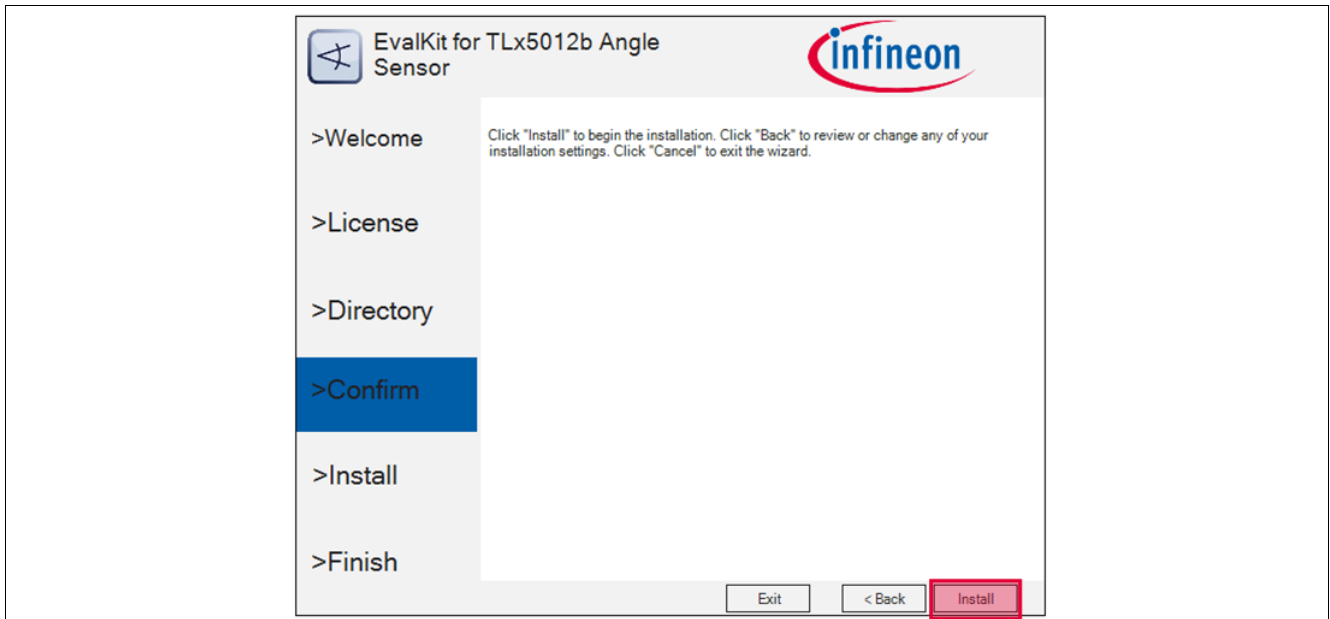 EvalKit for TLx5012b Angle
Sensor
infineon
>Welcome
Click "Install" to begin the installation. Click "Back" to review or change any of your
installation settings. Click "Cancel" to exit the wizard.
>License
>Directory
>Confirm
>Install
>Finish
Exit
< Back
Install